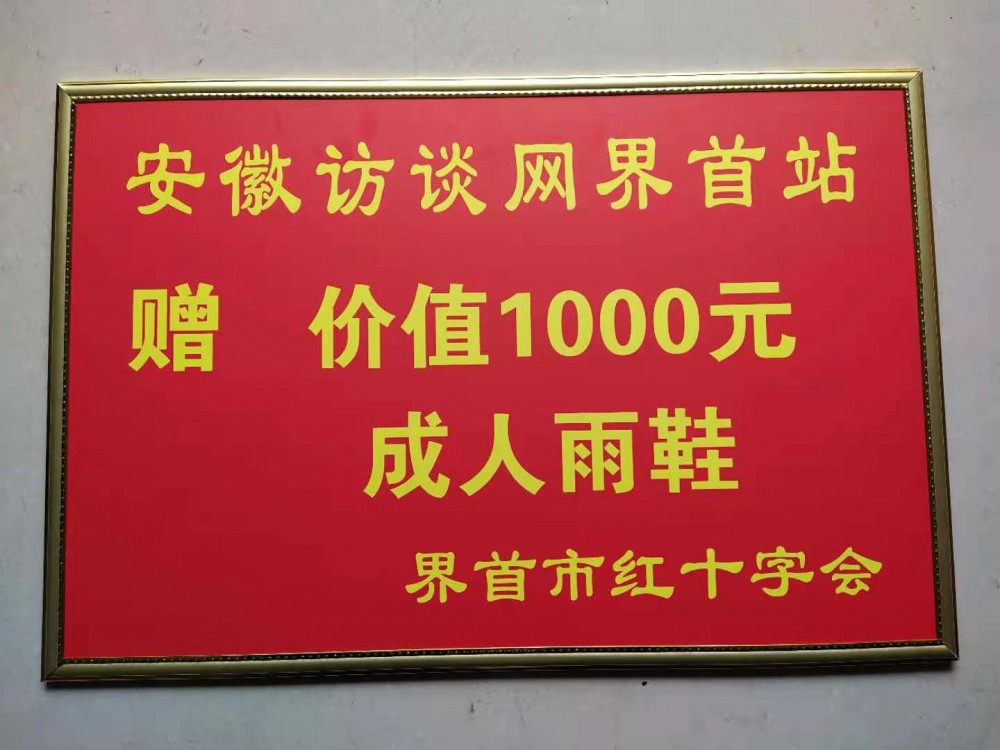 安徽访谈网界首站
赠 价值1000元
成人雨鞋
界首市红十字会